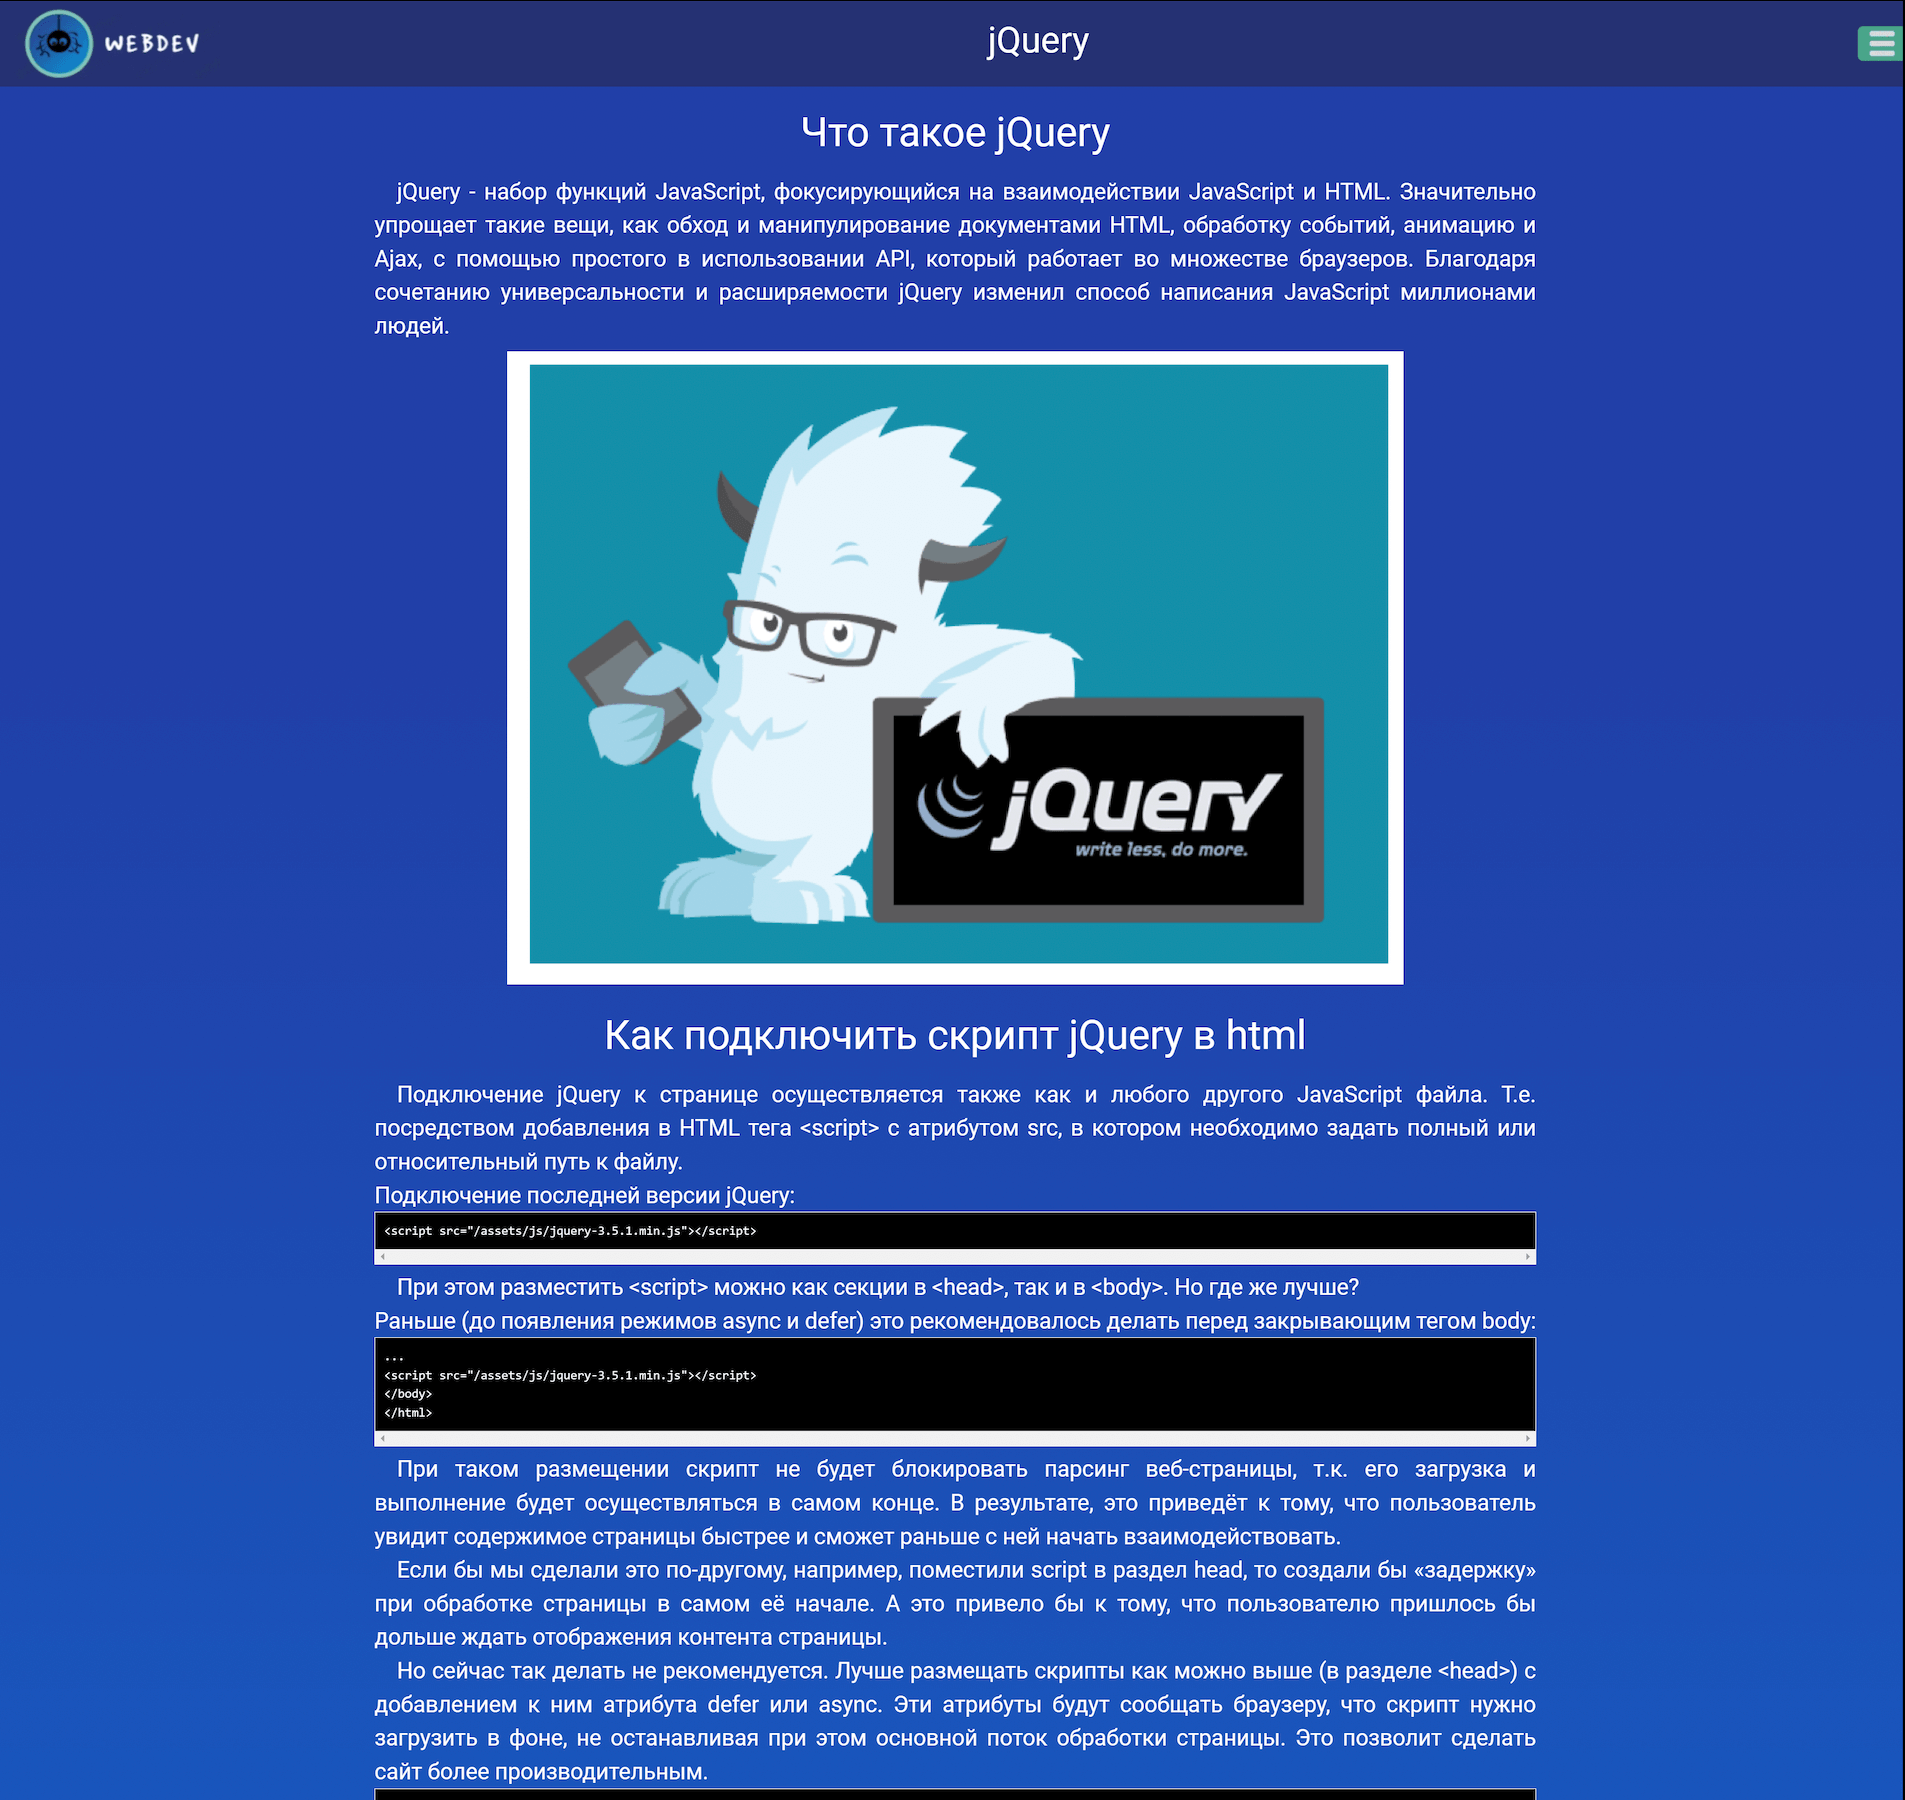 WEBDEV
jQuery
Что такое jQuery
jQuery - набор функций JavaScript, фокусирующийся на взаимодействии JavaScript и HTML. Значительно
упрощает такие вещи, как обход и манипулирование документами HTML, обработку событий, анимацию и
Ajax, с помощью простого в использовании API, который работает во множестве браузеров. Благодаря
сочетанию универсальности и расширяемости jQuery изменил способ написания JavaScript миллионами
людей.
jQuery
write less, do more.
Как подключить скрипт jQuery в html
Подключение jQuery к странице осуществляется также как и любого другого JavaScript файла. Т.е.
посредством добавления в HTML тега <script> с атрибутом src, в котором необходимо задать полный или
относительный путь к файлу.
Подключение последней версии jQuery:
<script src="/assets/js/jquery-3.5.1.min.js"></script>
При этом разместить <script> можно как секции в <head>, так и в <body>. Но где же лучше?
Раньше (до появления режимов async и defer) это рекомендовалось делать перед закрывающим тегом body:
...
<script src="/assets/js/jquery-3.5.1.min.js"></script>
</body>
</html>
При таком размещении скрипт не будет блокировать парсинг веб-страницы, т.к. его загрузка и
выполнение будет осуществляться в самом конце. В результате, это приведёт к тому, что пользователь
увидит содержимое страницы быстрее и сможет раньше с ней начать взаимодействовать.
Если бы мы сделали это по-другому, например, поместили script в раздел head, то создали бы «задержку»
при обработке страницы в самом её начале. А это привело бы к тому, что пользователю пришлось бы
дольше ждать отображения контента страницы.
Но сейчас так делать не рекомендуется. Лучше размещать скрипты как можно выше (в разделе <head>) с
добавлением к ним атрибута defer или async. Эти атрибуты будут сообщать браузеру, что скрипт нужно
загрузить в фоне, не останавливая при этом основной поток обработки страницы. Это позволит сделать
сайт более производительным.